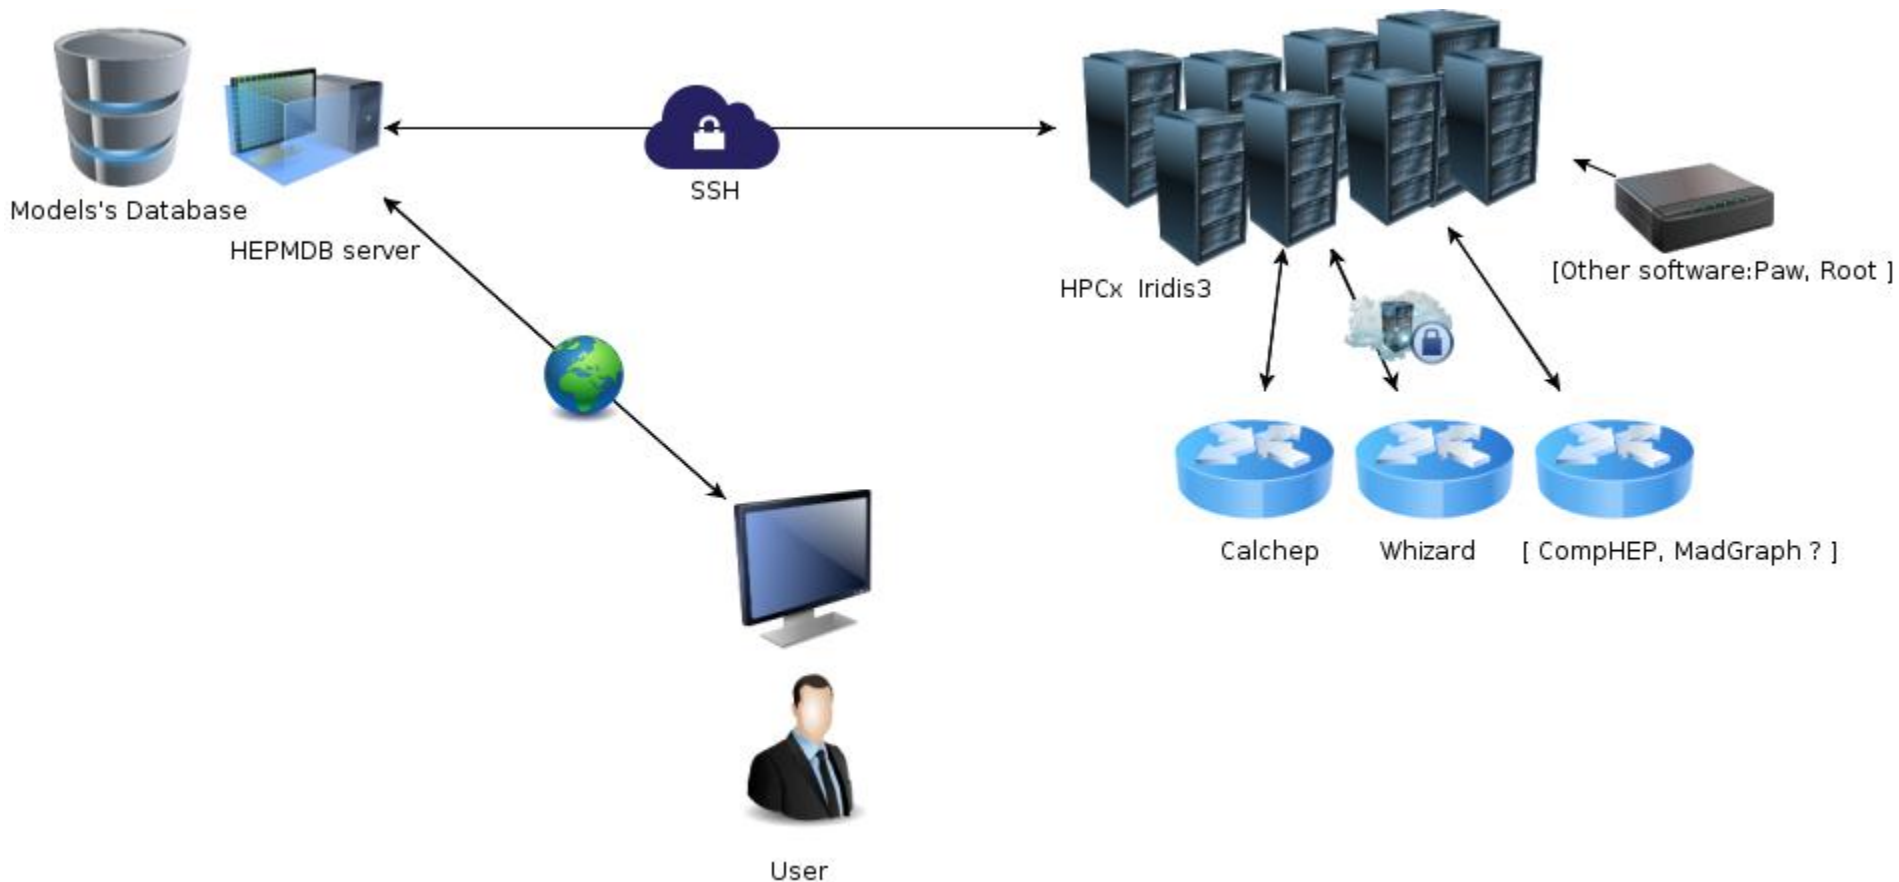 SSH
Models's Database
HEPMDB server
HPCx Iridis3
[Other software:Paw, Root ]
Calchep
Whizard
[ CompHEP, MadGraph ? ]
User